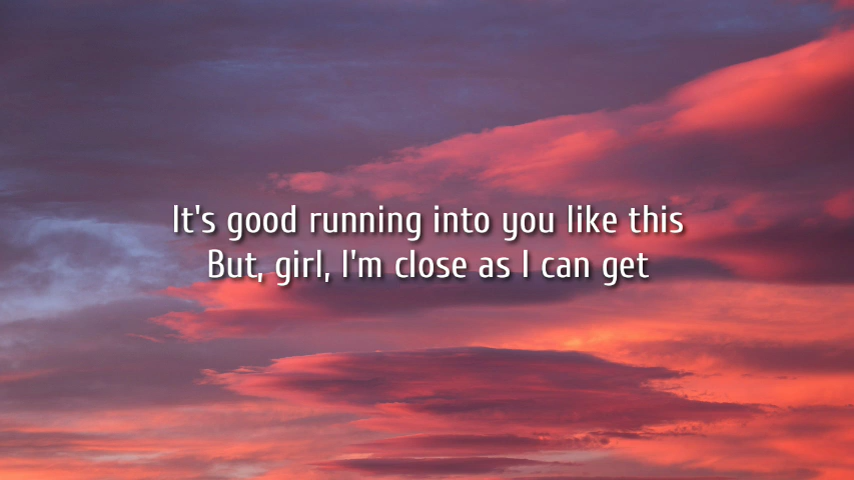 It's good running into you like this
But, girl, I'm close as I can get